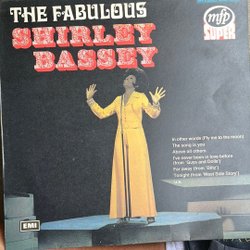 THE FABULOUS
SHIRLEY
BASSEY
mfp
SUPER
In other words (Fly me to the moon)
The song is you
Above all others
I've never been in love before
(from 'Guys and Dolls')
Far away (from 'Blitz')
Tonight (from 'West Side Story')
EMI